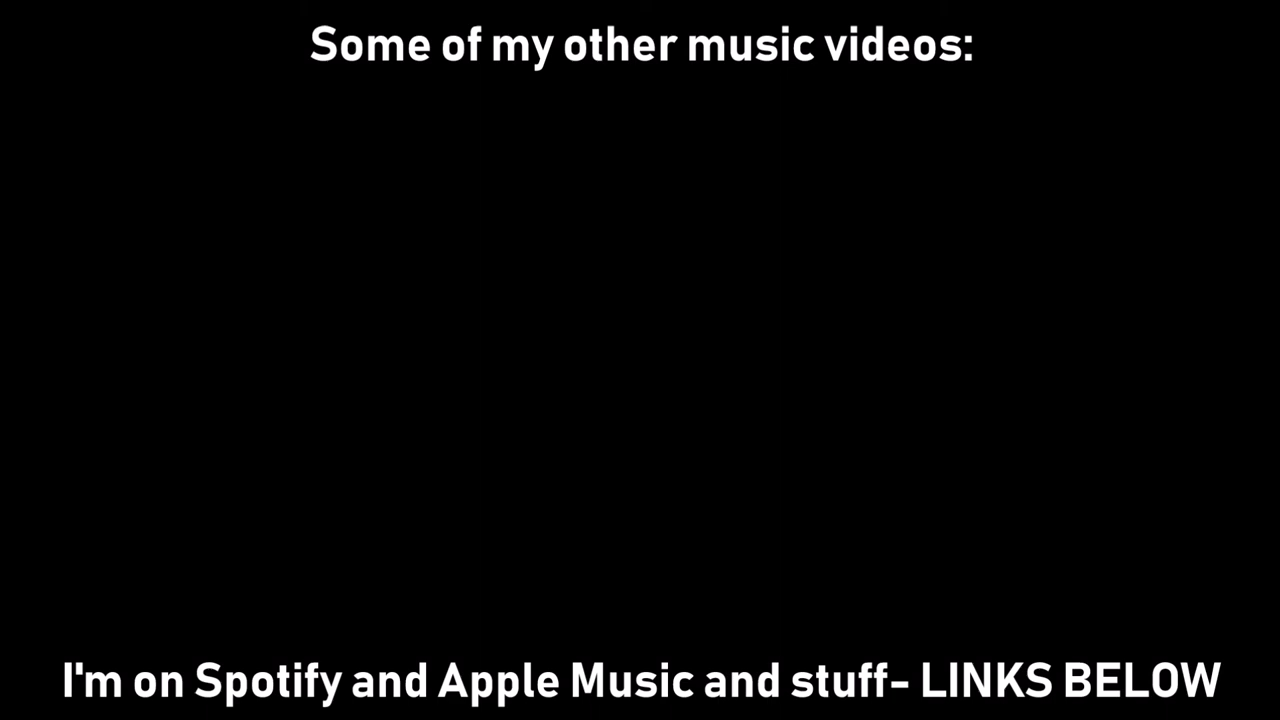 Some of my other music videos:
I'm on Spotify and Apple Music and stuff- LINKS BELOW